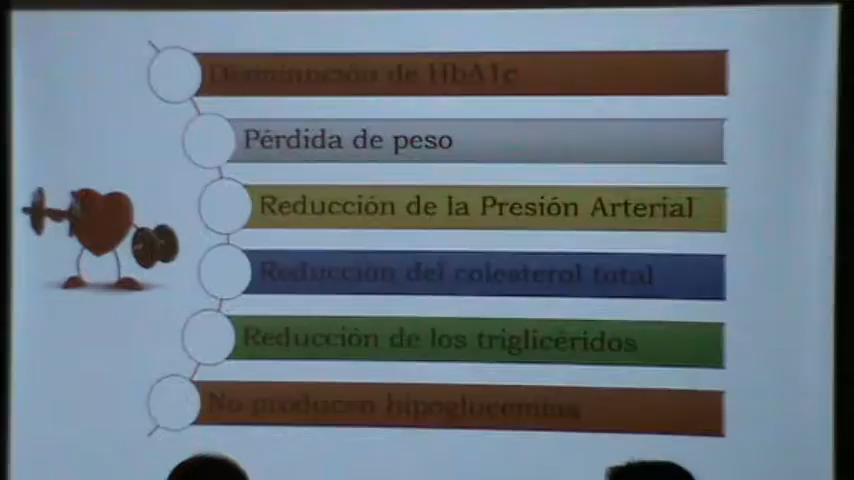 Disminución de HbA1c
Pérdida de peso
Reducción de la Presión Arterial
Reducción del colesterol total
Reducción de los triglicéridos
No producen hipoglucemias